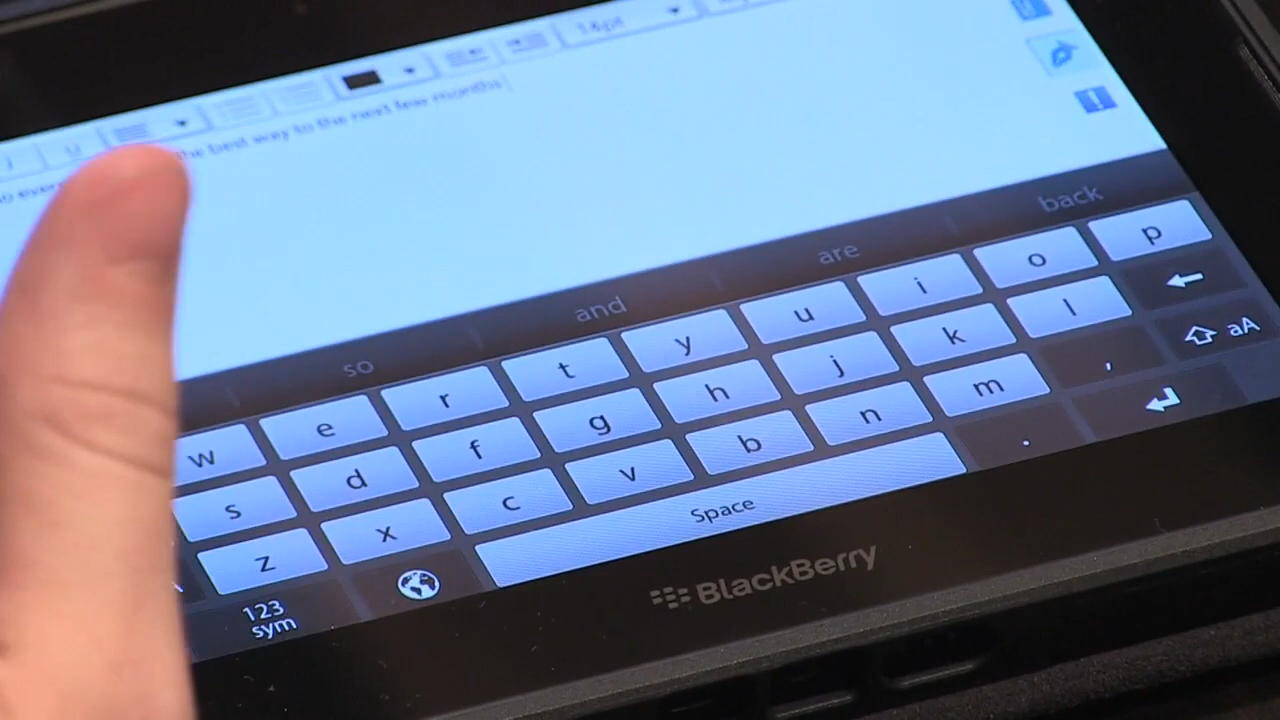 14pt
the best way to the next few months
so and are back
w e r t y u i o p
s d f g h j k l
z x c v b n m , aA
123 sym Space .
BlackBerry